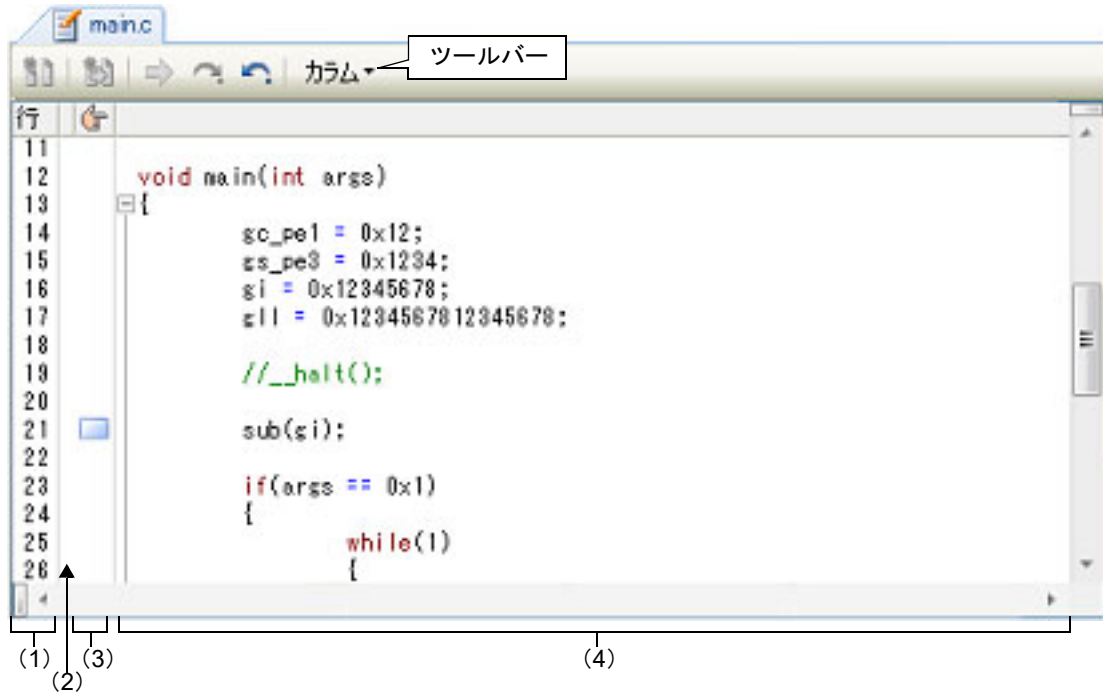 main.c
カラム
ツールバー
行
11
12 void main(int args)
13 {
14 gc_pe1 = 0x12;
15 gs_pe3 = 0x1234;
16 gi = 0x12345678;
17 gll = 0x1234567812345678;
18
19 //__halt();
20
21 sub(gi);
22
23 if(args == 0x1)
24 {
25 while(1)
26 {
(1) (3) (4)
(2)